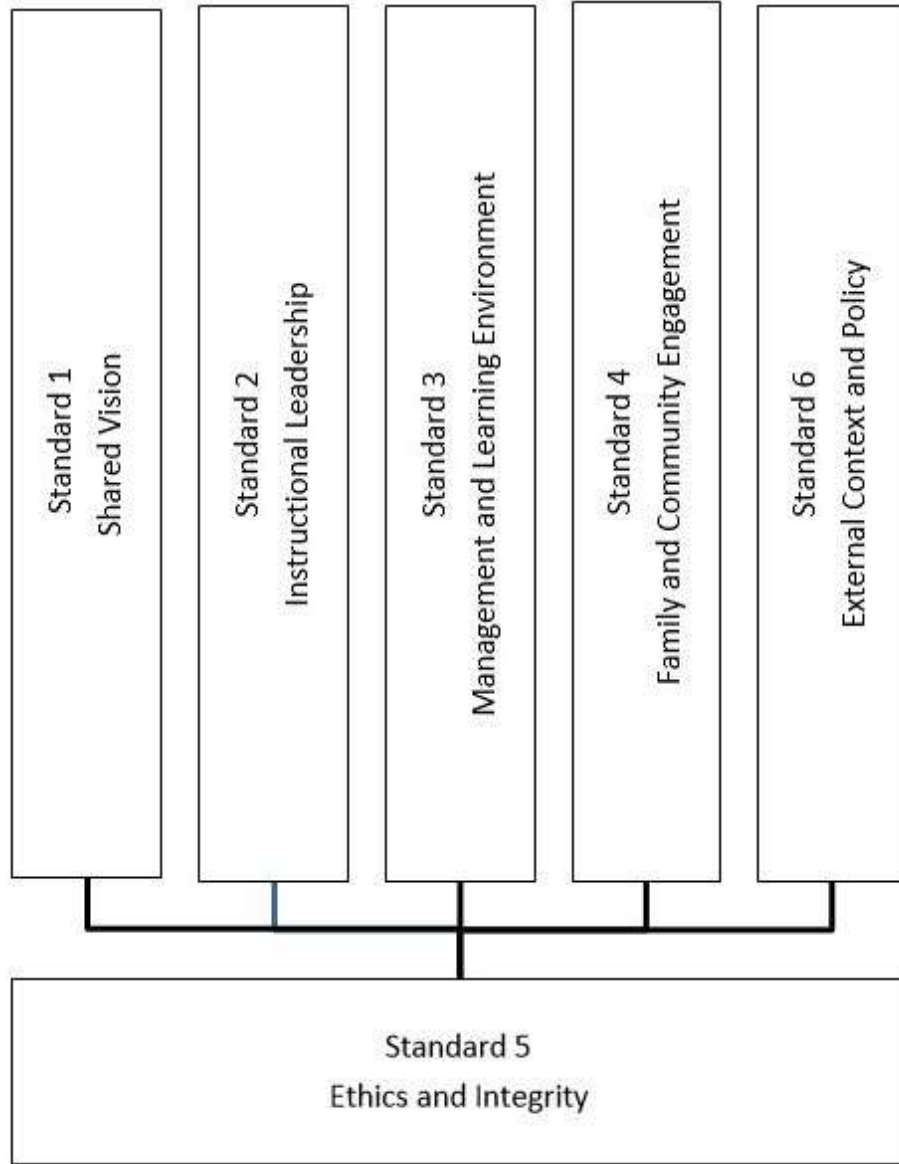 Standard 1
Shared Vision
Standard 2
Instructional Leadership
Standard 3
Management and Learning Environment
Standard 4
Family and Community Engagement
Standard 6
External Context and Policy
Standard 5
Ethics and Integrity